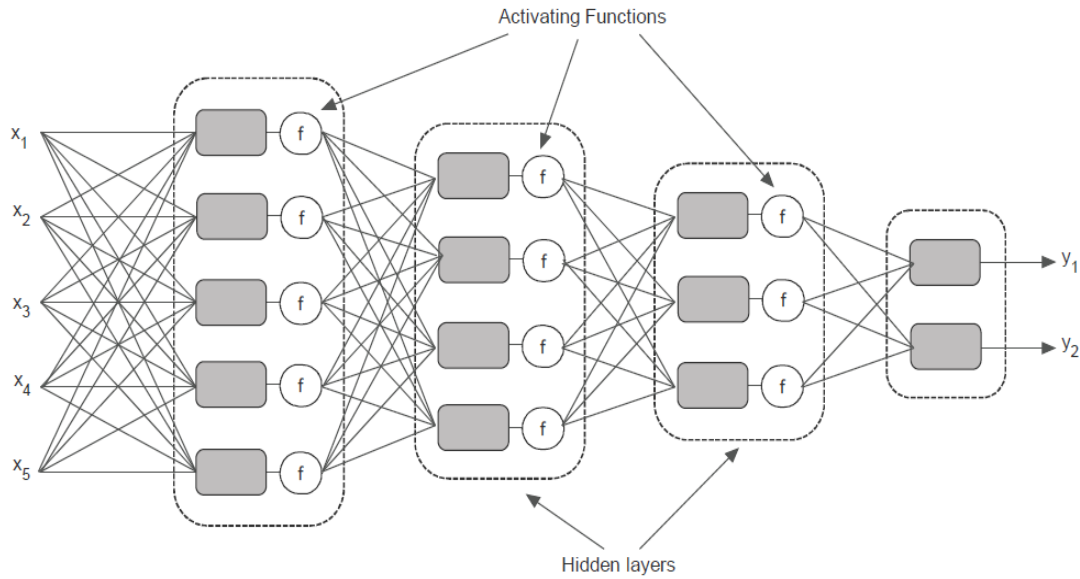 Activating Functions
x1
x2
x3
x4
x5
f
f
f
f
f
f
f
f
f
f
f
f
y1
y2
Hidden layers